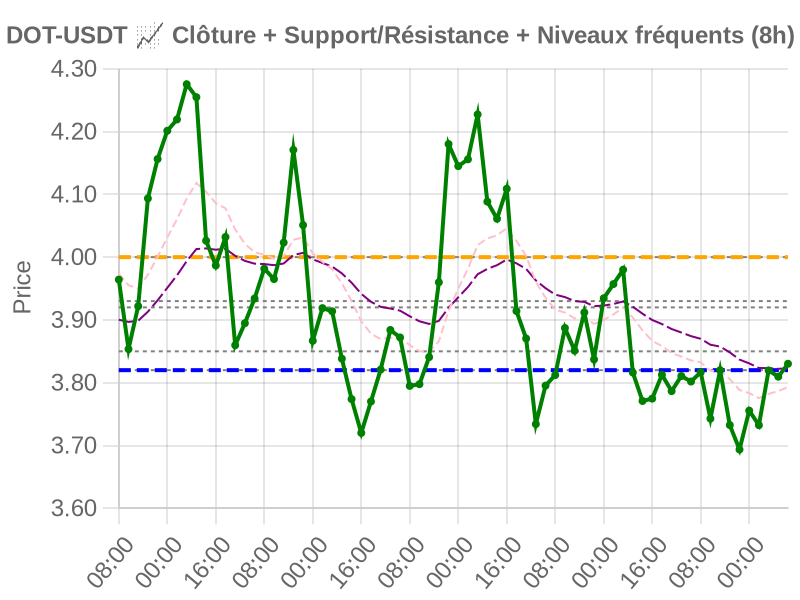 DOT-USDT 📈 Clôture + Support/Résistance + Niveaux fréquents (8h)
4.30
4.20
4.10
4.00
3.90
3.80
3.70
3.60
Price
08:00 00:00 16:00 08:00 00:00 16:00 08:00 00:00 16:00 08:00 00:00 16:00 08:00 00:00